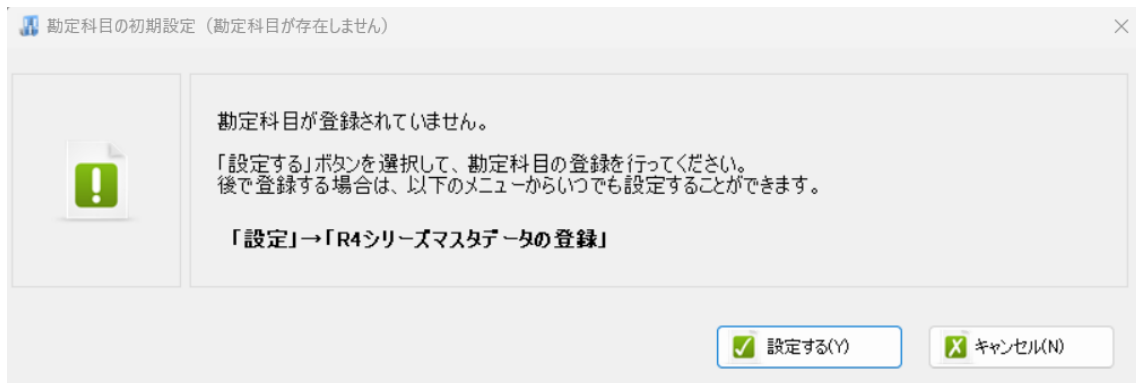 勘定科目の初期設定（勘定科目が存在しません）
勘定科目が登録されていません。
「設定する」ボタンを選択して、勘定科目の登録を行ってください。
後で登録する場合は、以下のメニューからいつでも設定することができます。
「設定」→「R4シリーズマスタデータの登録」
設定する(Y)
キャンセル(N)